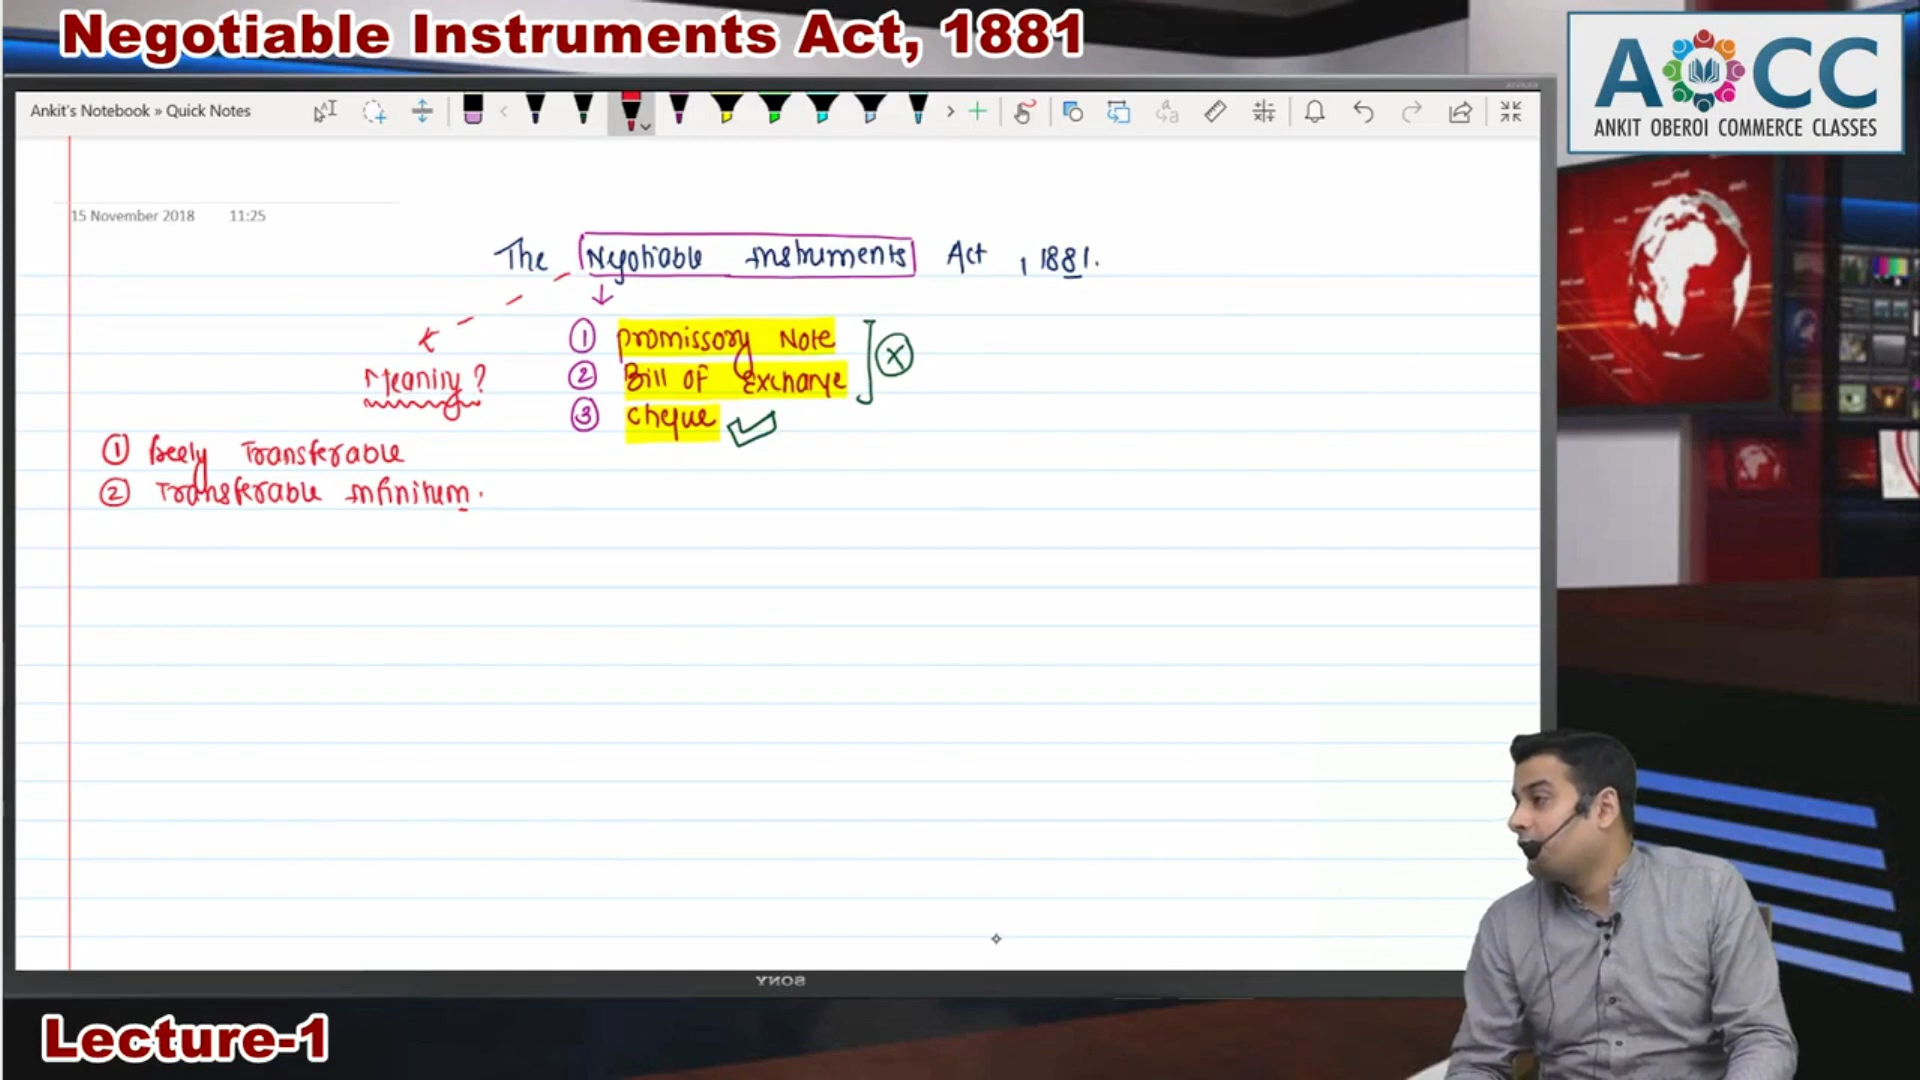 Negotiable Instruments Act, 1881
AOCC
ANKIT OBEROI COMMERCE CLASSES
Ankit's Notebook » Quick Notes
15 November 2018 11:25
The Negotiable Instruments Act, 1881.
① Promissory Note
② Bill of Exchange
③ Cheque
Meaning?
① Freely Transferable
② Transferable Infinitum.
SONY
Lecture-1